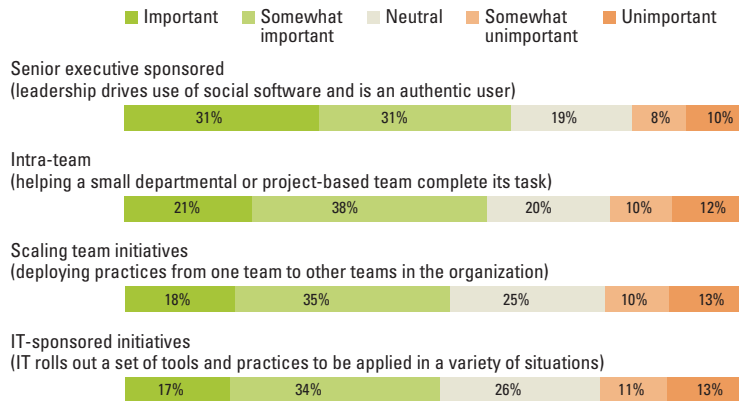 Important Somewhat important Neutral Somewhat unimportant Unimportant
Senior executive sponsored
(leadership drives use of social software and is an authentic user)
31% 31% 19% 8% 10%
Intra-team
(helping a small departmental or project-based team complete its task)
21% 38% 20% 10% 12%
Scaling team initiatives
(deploying practices from one team to other teams in the organization)
18% 35% 25% 10% 13%
IT-sponsored initiatives
(IT rolls out a set of tools and practices to be applied in a variety of situations)
17% 34% 26% 11% 13%